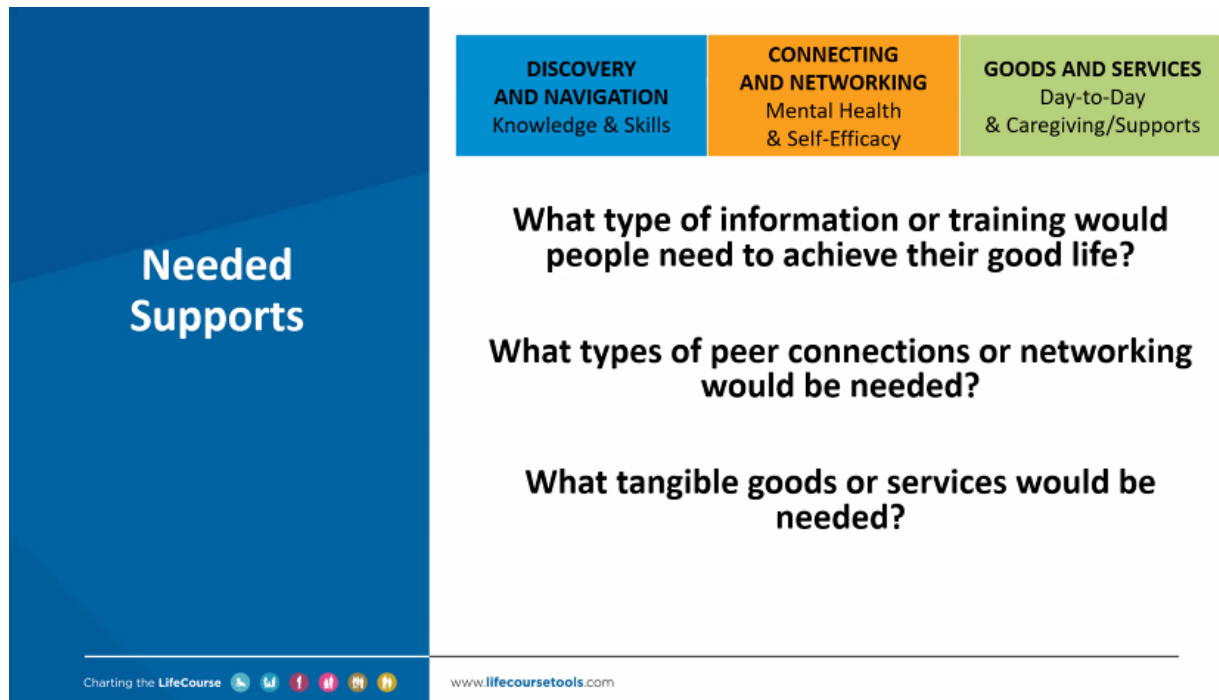 DISCOVERY
AND NAVIGATION
Knowledge & Skills
CONNECTING
AND NETWORKING
Mental Health
& Self-Efficacy
GOODS AND SERVICES
Day-to-Day
& Caregiving/Supports
Needed
Supports
What type of information or training would
people need to achieve their good life?
What types of peer connections or networking
would be needed?
What tangible goods or services would be
needed?
Charting the LifeCourse
www.lifecoursetools.com